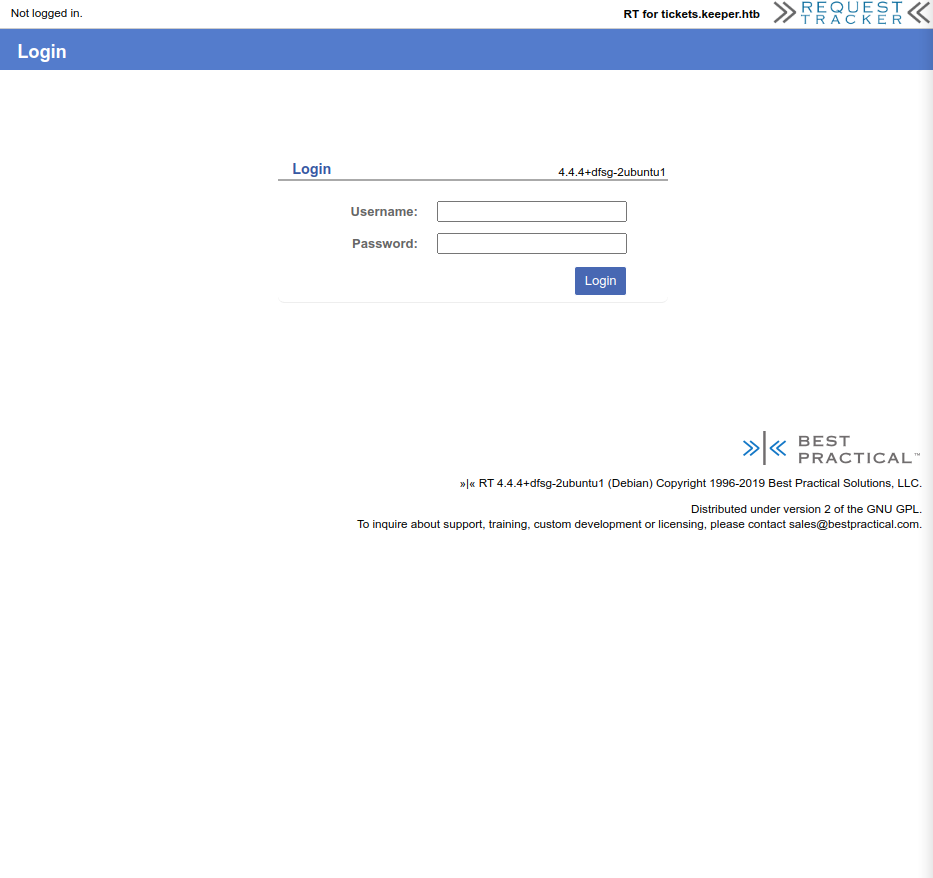 Not logged in.
RT for tickets.keeper.htb
REQUEST
TRACKER
Login
Login
4.4.4+dfsg-2ubuntu1
Username:
Password:
Login
BEST
PRACTICAL™
»|« RT 4.4.4+dfsg-2ubuntu1 (Debian) Copyright 1996-2019 Best Practical Solutions, LLC.
Distributed under version 2 of the GNU GPL.
To inquire about support, training, custom development or licensing, please contact sales@bestpractical.com.